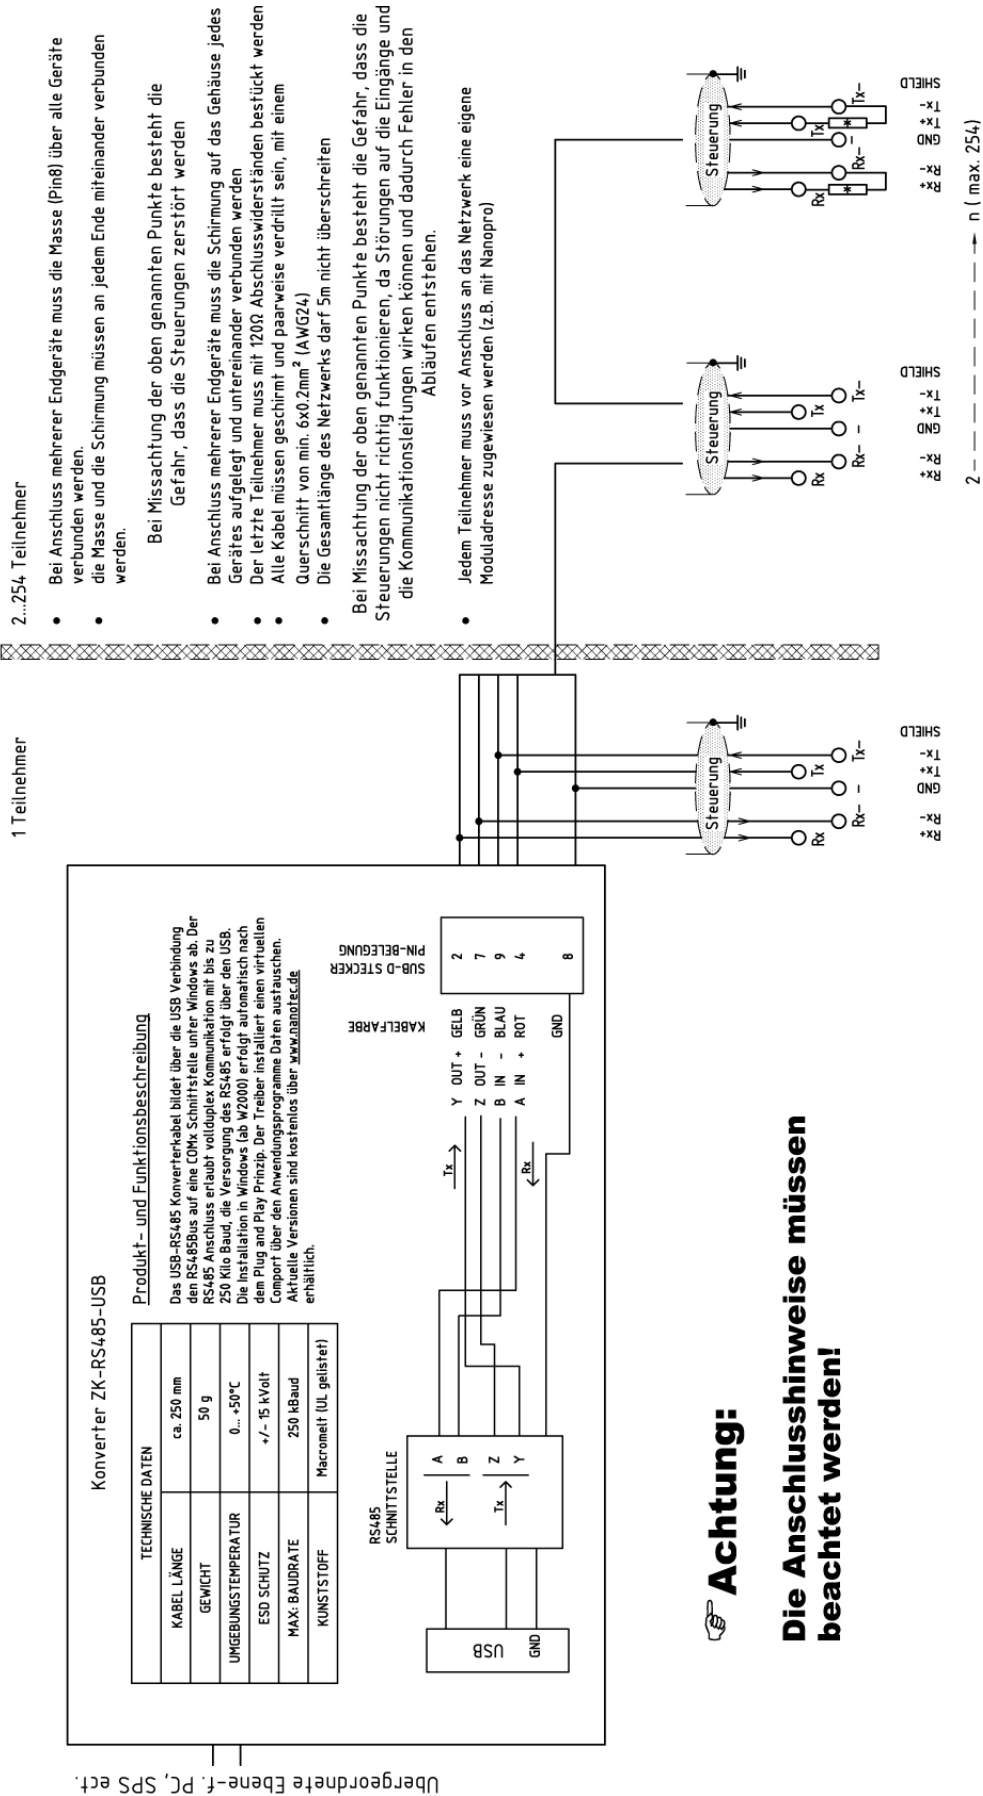 1 Teilnehmer
2...254 Teilnehmer
Konverter ZK-RS485-USB
TECHNISCHE DATEN
KABEL LÄNGE ca. 250 mm
GEWICHT 50 g
UMGEBUNGSTEMPERATUR 0... +50°C
ESD SCHUTZ +/- 15 kVolt
MAX: BAUDRATE 250 kBaud
KUNSTSTOFF Macromelt (UL gelistet)
Produkt- und Funktionsbeschreibung
Das USB-RS485 Konverterkabel bildet über die USB Verbindung
den RS485Bus auf eine COMx Schnittstelle unter Windows ab. Der
RS485 Anschluss erlaubt vollduplex Kommunikation mit bis zu
250 Kilo Baud, die Versorgung des RS485 erfolgt über den USB.
Die Installation in Windows (ab W2000) erfolgt automatisch nach
dem Plug and Play Prinzip. Der Treiber installiert einen virtuellen
Comport über den Anwendungsprogramme Daten austauschen.
Aktuelle Versionen sind kostenlos über www.nanotec.de
erhältlich.
Übergeordnete Ebene-f. PC, SPS ect.
USB
GND
RS485
SCHNITTSTELLE
Rx
Tx
A
B
Z
Y
Tx
Rx
KABELFARBE
SUB-D STECKER
PIN-BELEGUNG
Y OUT + GELB 2
Z OUT - GRÜN 7
B IN - BLAU 9
A IN + ROT 4
GND 8
• Bei Anschluss mehrerer Endgeräte muss die Masse (Pin8) über alle Geräte
verbunden werden.
• die Masse und die Schirmung müssen an jedem Ende miteinander verbunden
werden.
Bei Missachtung der oben genannten Punkte besteht die
Gefahr, dass die Steuerungen zerstört werden
• Bei Anschluss mehrerer Endgeräte muss die Schirmung auf das Gehäuse jedes
Gerätes aufgelegt und untereinander verbunden werden
• Der letzte Teilnehmer muss mit 120Ω Abschlusswiderständen bestückt werden
• Alle Kabel müssen geschirmt und paarweise verdrillt sein, mit einem
Querschnitt von min. 6x0.2mm² (AWG24)
• Die Gesamtlänge des Netzwerks darf 5m nicht überschreiten
Bei Missachtung der oben genannten Punkte besteht die Gefahr, dass die
Steuerungen nicht richtig funktionieren, da Störungen auf die Eingänge und
die Kommunikationsleitungen wirken können und dadurch Fehler in den
Abläufen entstehen.
• Jedem Teilnehmer muss vor Anschluss an das Netzwerk eine eigene
Moduladresse zugewiesen werden (z.B. mit Nanopro)
Steuerung
Rx Rx- - Tx Tx-
Rx+ Rx- GND Tx+ Tx- SHIELD
Steuerung
Rx Rx- - Tx Tx-
Rx+ Rx- GND Tx+ Tx- SHIELD
Steuerung
* *
Rx Rx- - Tx Tx-
Rx+ Rx- GND Tx+ Tx- SHIELD
2 n ( max. 254)
☞ Achtung:
Die Anschlusshinweise müssen
beachtet werden!